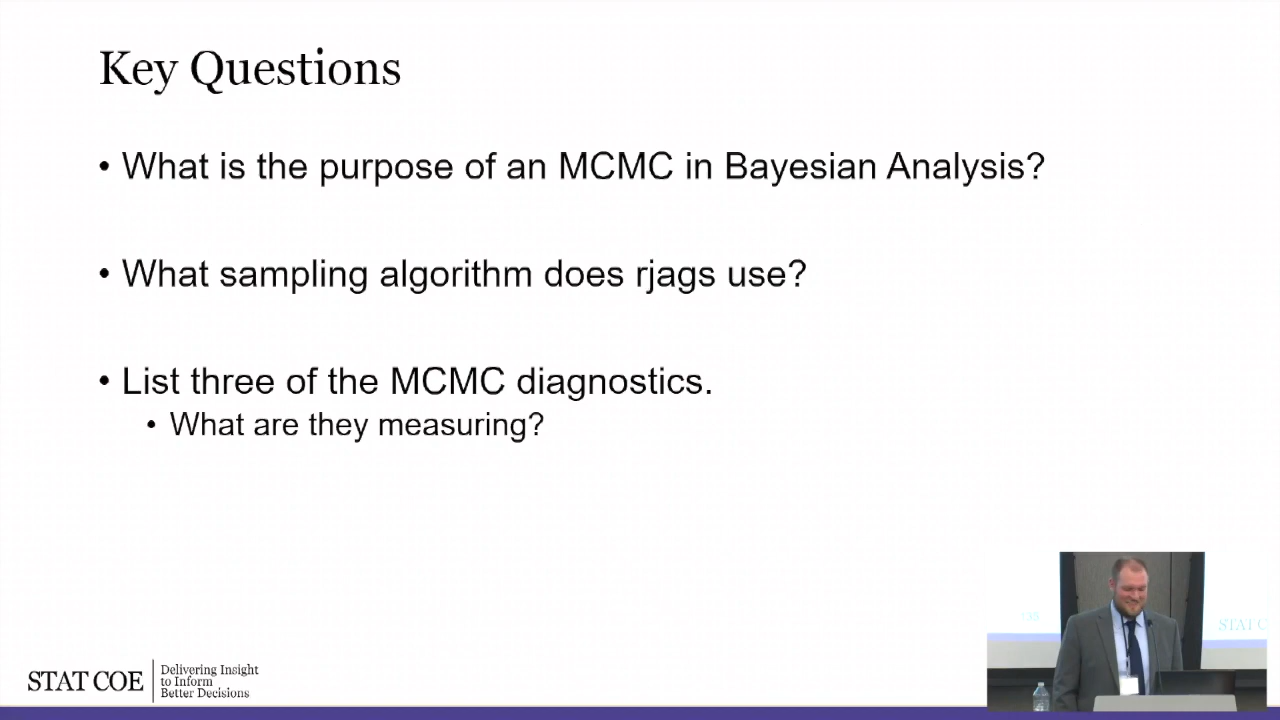 Key Questions
• What is the purpose of an MCMC in Bayesian Analysis?
• What sampling algorithm does rjags use?
• List three of the MCMC diagnostics.
• What are they measuring?
STAT COE
Delivering Insight
to Inform
Better Decisions
STAT C